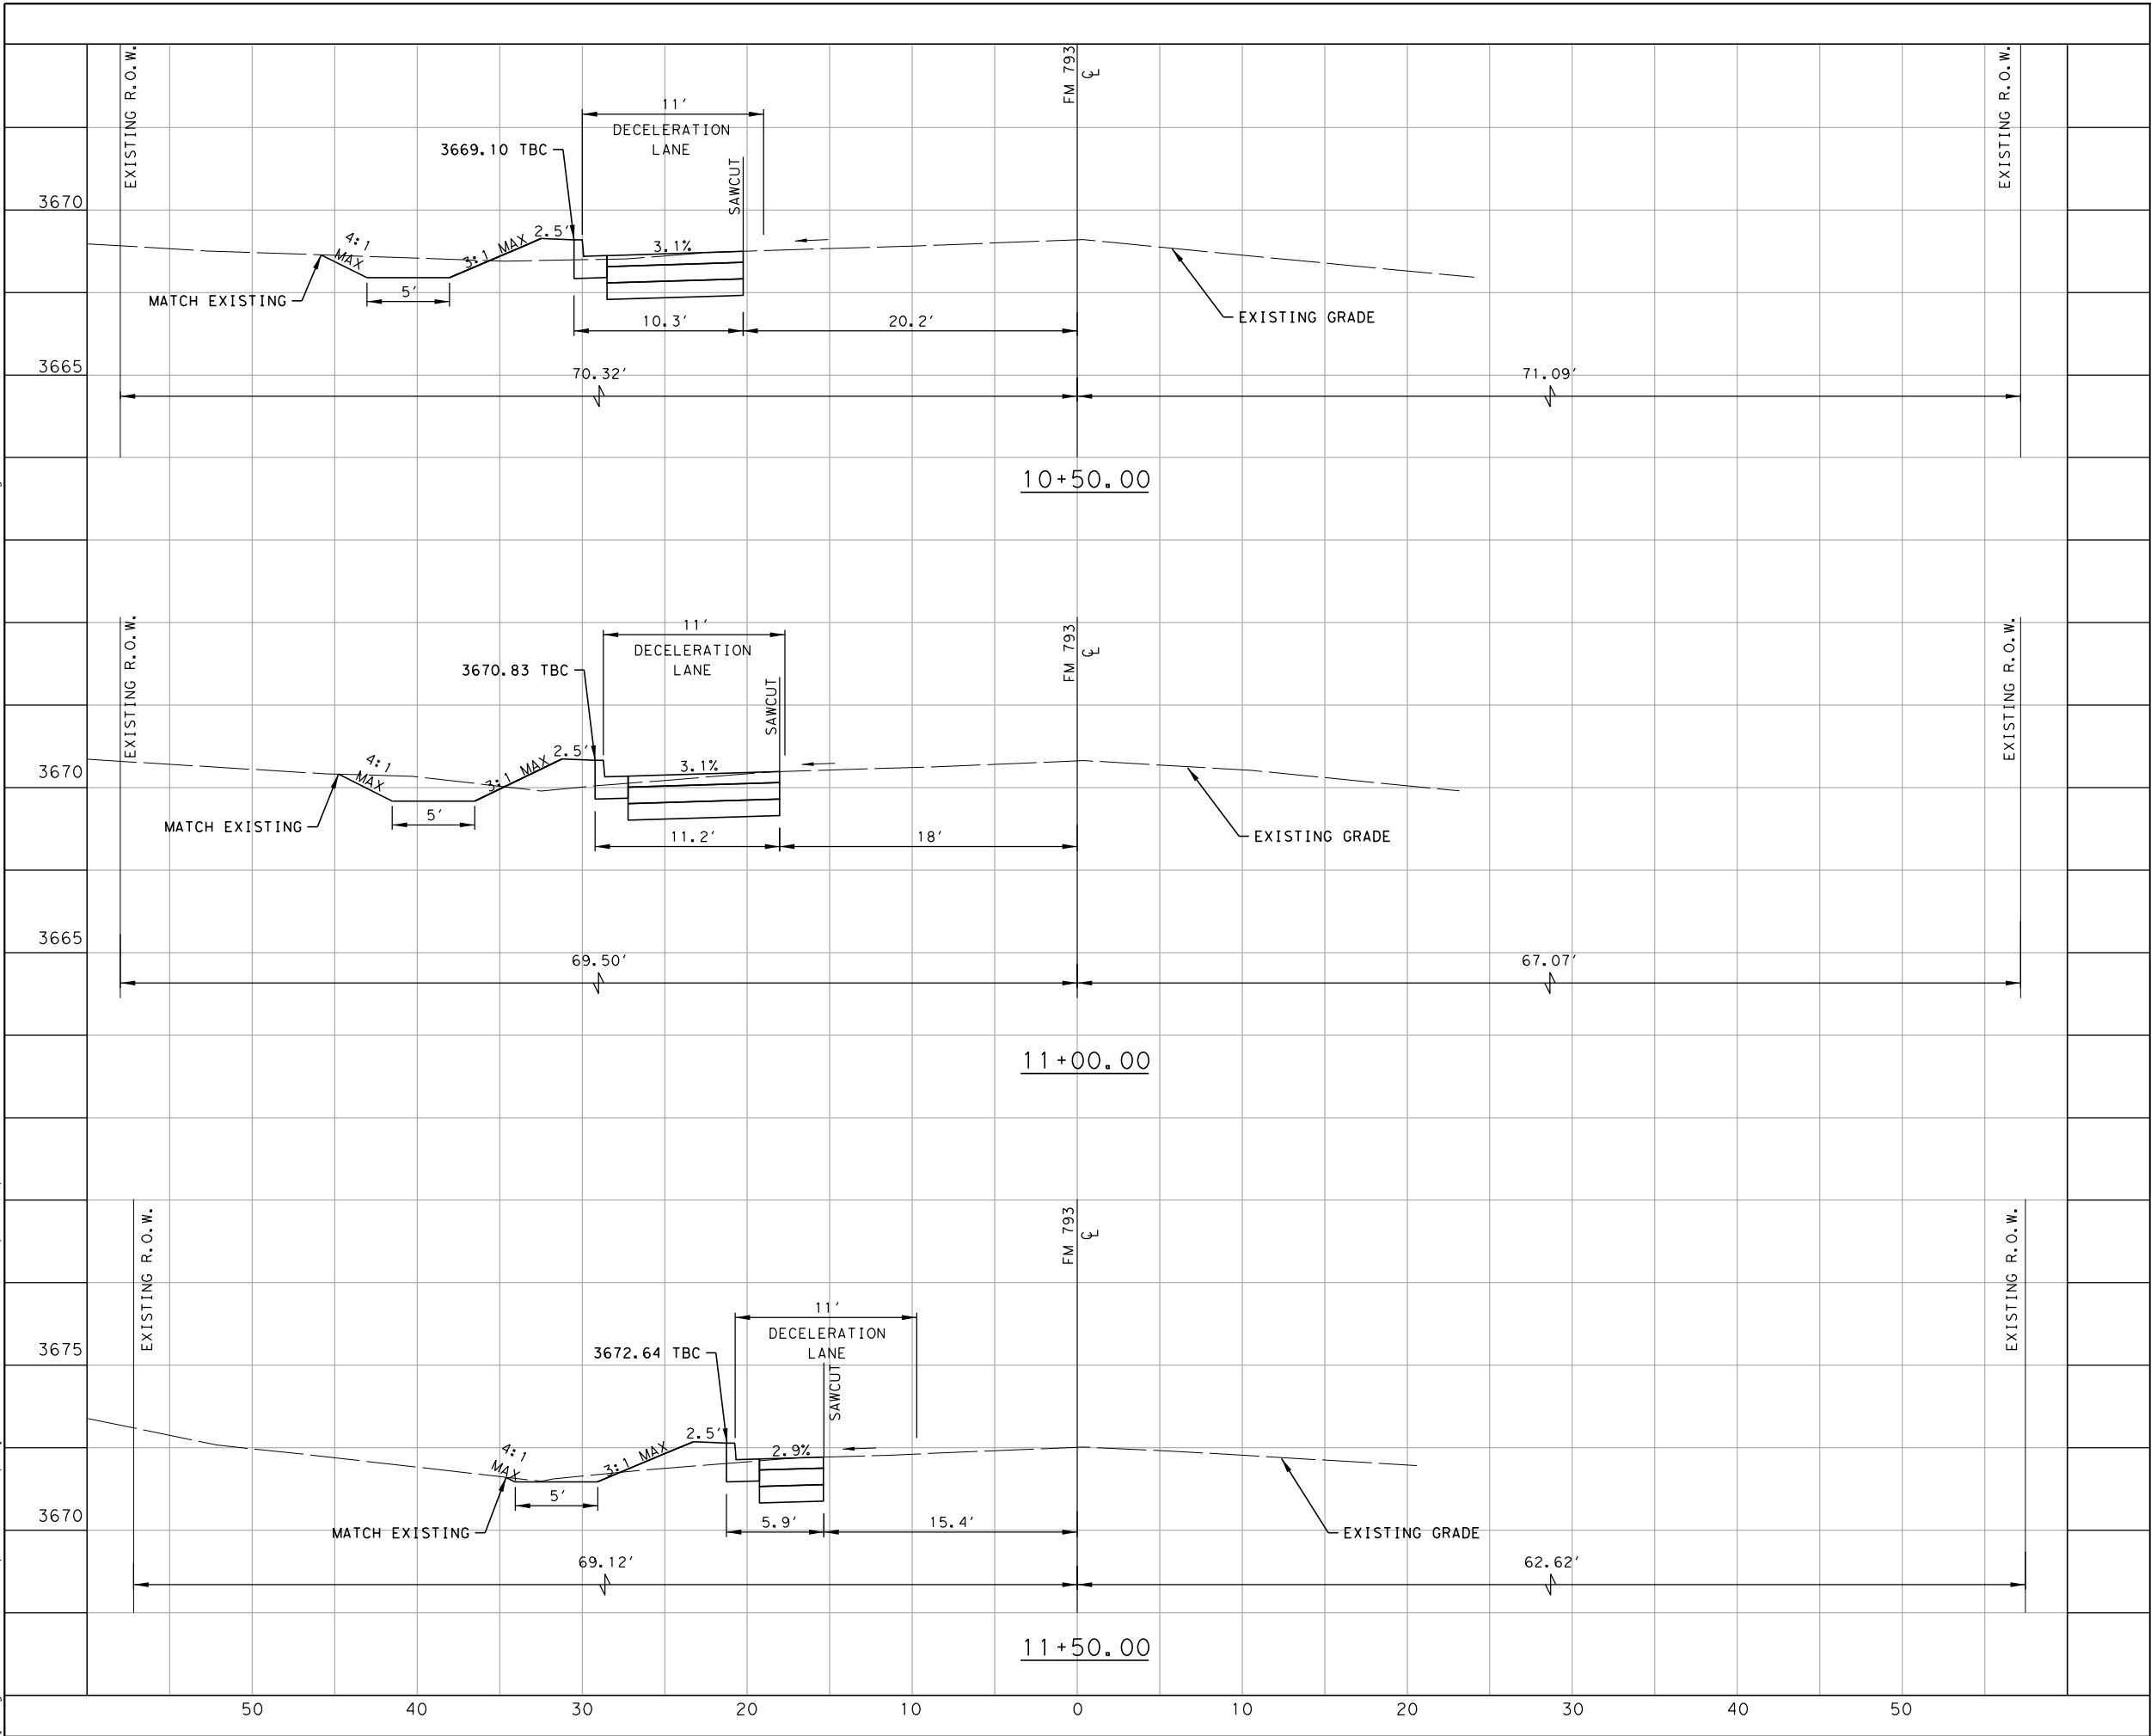 EXISTING R.O.W.
FM 793
CL
EXISTING R.O.W.
11'
DECELERATION
LANE
3669.10 TBC
SAWCUT
3670
4:1
MAX
3:1 MAX
2.5'
3.1%
MATCH EXISTING
5'
10.3'
20.2'
EXISTING GRADE
3665
70.32'
71.09'
10+50.00
EXISTING R.O.W.
FM 793
CL
EXISTING R.O.W.
11'
DECELERATION
LANE
3670.83 TBC
SAWCUT
3670
4:1
MAX
3:1 MAX
2.5'
3.1%
MATCH EXISTING
5'
11.2'
18'
EXISTING GRADE
3665
69.50'
67.07'
11+00.00
EXISTING R.O.W.
FM 793
CL
EXISTING R.O.W.
11'
DECELERATION
LANE
3672.64 TBC
SAWCUT
3675
4:1
MAX
3:1 MAX
2.5'
2.9%
MATCH EXISTING
5'
5.9'
15.4'
EXISTING GRADE
3670
69.12'
62.62'
11+50.00
50 40 30 20 10 0 10 20 30 40 50